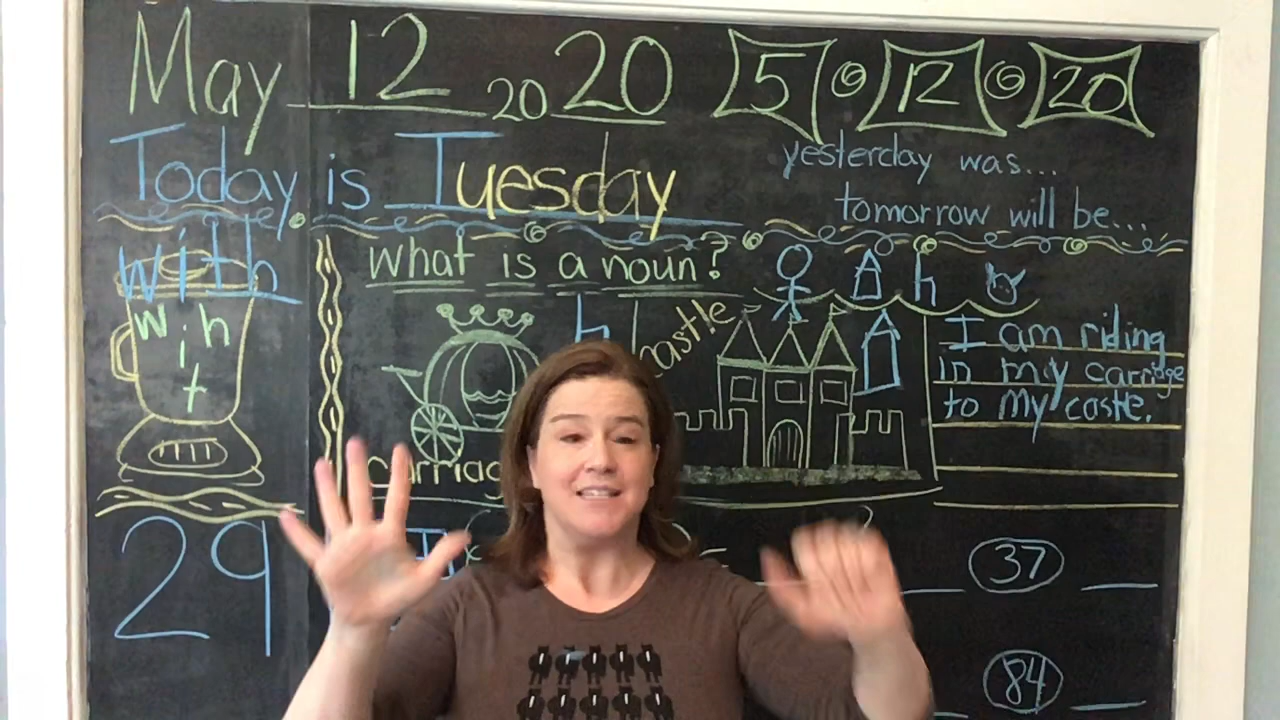 May 12 2020 5 12 20
Today is Tuesday
yesterday was...
tomorrow will be...
with
What is a noun?
h
w i h
t
h
castle
I am riding
in my carriage
to my castle.
carriag
29
37
84